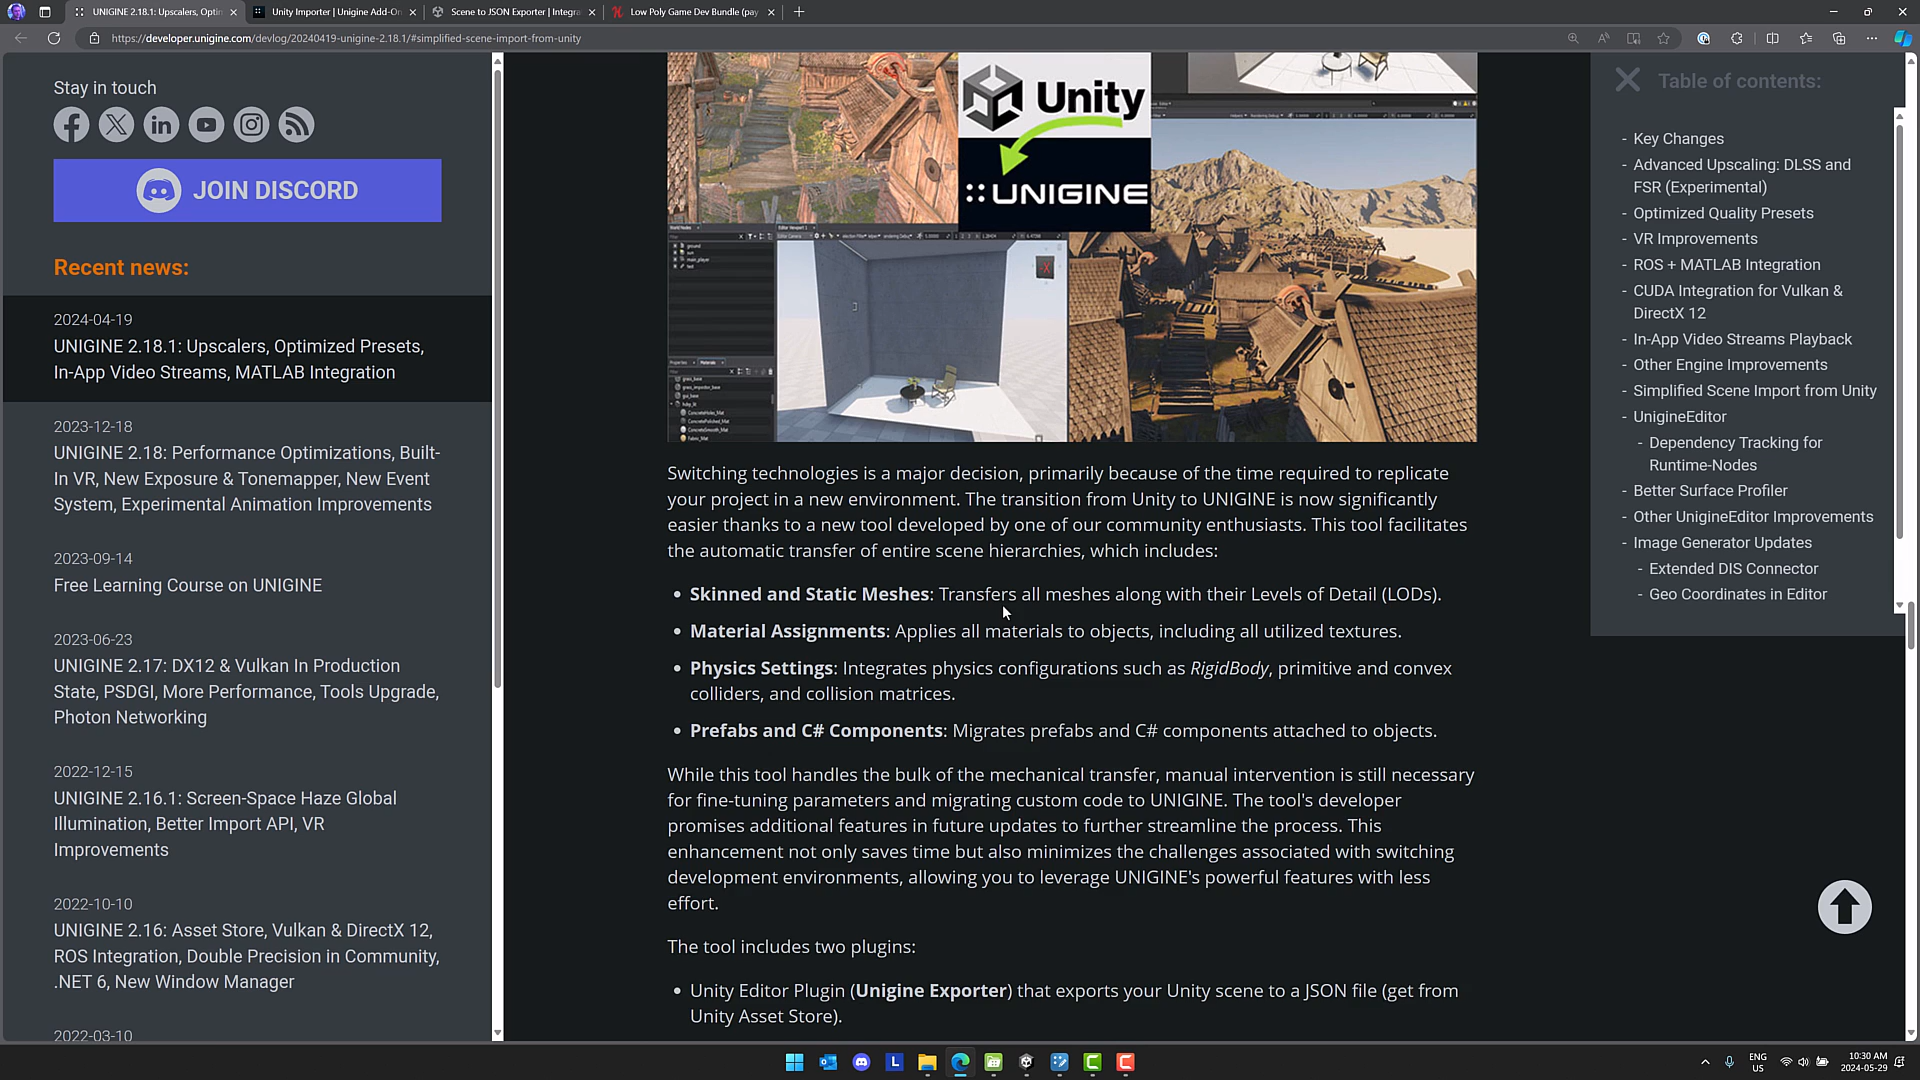 UNIGINE 2.18.1: Upscalers, Optim
Unity Importer | Unigine Add-On
Scene to JSON Exporter | Integra
Low Poly Game Dev Bundle (pay
https://developer.unigine.com/devlog/20240419-unigine-2.18.1/#simplified-scene-import-from-unity
Stay in touch
JOIN DISCORD
Recent news:
2024-04-19
UNIGINE 2.18.1: Upscalers, Optimized Presets,
In-App Video Streams, MATLAB Integration
2023-12-18
UNIGINE 2.18: Performance Optimizations, Built-
In VR, New Exposure & Tonemapper, New Event
System, Experimental Animation Improvements
2023-09-14
Free Learning Course on UNIGINE
2023-06-23
UNIGINE 2.17: DX12 & Vulkan In Production
State, PSDGI, More Performance, Tools Upgrade,
Photon Networking
2022-12-15
UNIGINE 2.16.1: Screen-Space Haze Global
Illumination, Better Import API, VR
Improvements
2022-10-10
UNIGINE 2.16: Asset Store, Vulkan & DirectX 12,
ROS Integration, Double Precision in Community,
.NET 6, New Window Manager
2022-03-10
Unity
UNIGINE
Switching technologies is a major decision, primarily because of the time required to replicate
your project in a new environment. The transition from Unity to UNIGINE is now significantly
easier thanks to a new tool developed by one of our community enthusiasts. This tool facilitates
the automatic transfer of entire scene hierarchies, which includes:
• Skinned and Static Meshes: Transfers all meshes along with their Levels of Detail (LODs).
• Material Assignments: Applies all materials to objects, including all utilized textures.
• Physics Settings: Integrates physics configurations such as RigidBody, primitive and convex
colliders, and collision matrices.
• Prefabs and C# Components: Migrates prefabs and C# components attached to objects.
While this tool handles the bulk of the mechanical transfer, manual intervention is still necessary
for fine-tuning parameters and migrating custom code to UNIGINE. The tool's developer
promises additional features in future updates to further streamline the process. This
enhancement not only saves time but also minimizes the challenges associated with switching
development environments, allowing you to leverage UNIGINE's powerful features with less
effort.
The tool includes two plugins:
• Unity Editor Plugin (Unigine Exporter) that exports your Unity scene to a JSON file (get from
Unity Asset Store).
Table of contents:
- Key Changes
- Advanced Upscaling: DLSS and
FSR (Experimental)
- Optimized Quality Presets
- VR Improvements
- ROS + MATLAB Integration
- CUDA Integration for Vulkan &
DirectX 12
- In-App Video Streams Playback
- Other Engine Improvements
- Simplified Scene Import from Unity
- UnigineEditor
- Dependency Tracking for
Runtime-Nodes
- Better Surface Profiler
- Other UnigineEditor Improvements
- Image Generator Updates
- Extended DIS Connector
- Geo Coordinates in Editor
ENG
US
10:30 AM
2024-05-29